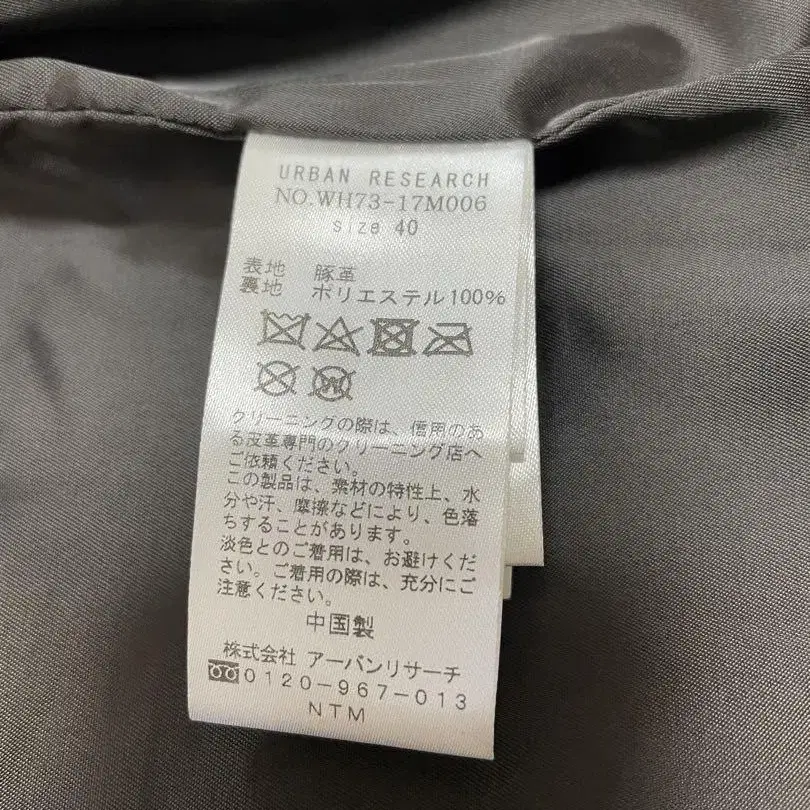 URBAN RESEARCH
NO.WH73-17M006
size 40
表地 豚革
裏地 ポリエステル100%
クリーニングの際は、信用のあ
る皮革専門のクリーニング店へ
ご依頼ください。
この製品は、素材の特性上、水
分や汗、摩擦などにより、色落
ちすることがあります。
淡色とのご着用は、お避けくだ
さい。ご着用の際は、充分にご
注意ください。
中国製
株式会社 アーバンリサーチ
0120-967-013
NTM